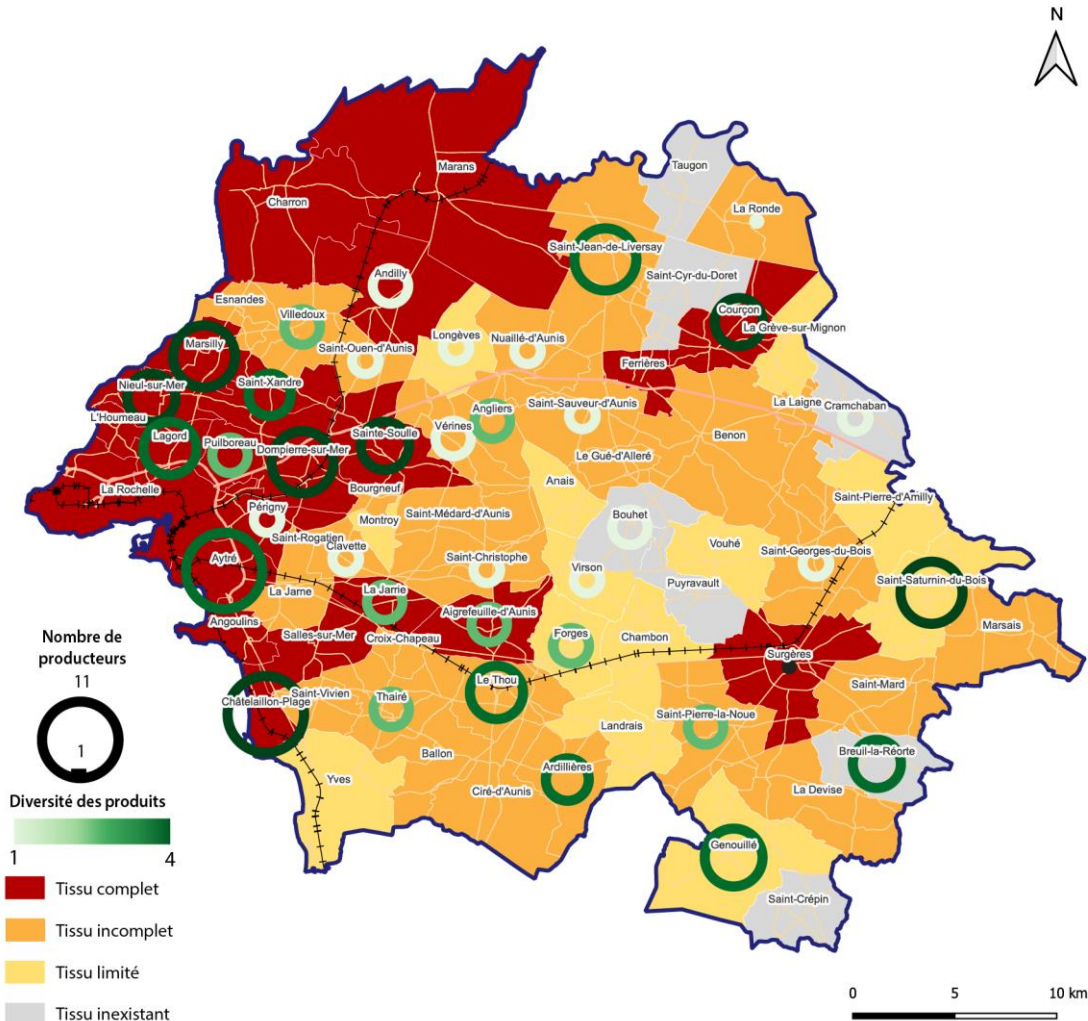 N
Taugon
Marans
Charron
La Ronde
Saint-Jean-de-Liversay
Andilly
Saint-Cyr-du-Doret
Esnandes
Villedoux
Courçon
La Grève-sur-Mignon
Longèves
Nuaillé-d'Aunis
Marsilly
Saint-Ouen-d'Aunis
Ferrières
Nieul-sur-Mer
Saint-Xandre
La Laigne
Cramchaban
L'Houmeau
Angliers
Saint-Sauveur-d'Aunis
Vérines
Lagord
Puilboreau
Dompierre-sur-Mer
Sainte-Soulle
Benon
Le Gué-d'Alleré
Anais
La Rochelle
Bourgneuf
Saint-Pierre-d'Amilly
Périgny
Montroy
Saint-Médard-d'Aunis
Bouhet
Saint-Rogatien
Clavette
Vouhé
Saint-Georges-du-Bois
Aytré
Saint-Christophe
Virson
Puyravault
Saint-Saturnin-du-Bois
La Jarne
La Jarrie
Aigrefeuille-d'Aunis
Angoulins
Salles-sur-Mer
Croix-Chapeau
Forges
Chambon
Marsais
Surgères
Le Thou
Saint-Mard
Châtelaillon-Plage
Saint-Vivien
Thairé
Landrais
Saint-Pierre-la-Noue
Ballon
Ardillières
Breuil-la-Réorte
Yves
Ciré-d'Aunis
La Devise
Genouillé
Saint-Crépin
Nombre de
producteurs
11
1
Diversité des produits
1 4
Tissu complet
Tissu incomplet
Tissu limité
Tissu inexistant
0 5 10 km